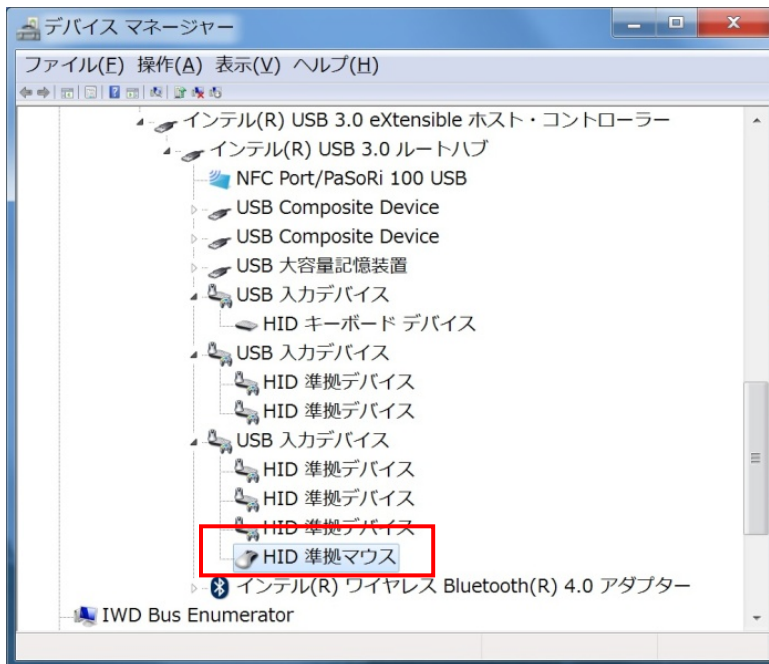 デバイス マネージャー
ファイル(F) 操作(A) 表示(V) ヘルプ(H)
インテル(R) USB 3.0 eXtensible ホスト・コントローラー
インテル(R) USB 3.0 ルートハブ
NFC Port/PaSoRi 100 USB
USB Composite Device
USB Composite Device
USB 大容量記憶装置
USB 入力デバイス
HID キーボード デバイス
USB 入力デバイス
HID 準拠デバイス
HID 準拠デバイス
USB 入力デバイス
HID 準拠デバイス
HID 準拠デバイス
HID 準拠デバイス
HID 準拠マウス
インテル(R) ワイヤレス Bluetooth(R) 4.0 アダプター
IWD Bus Enumerator